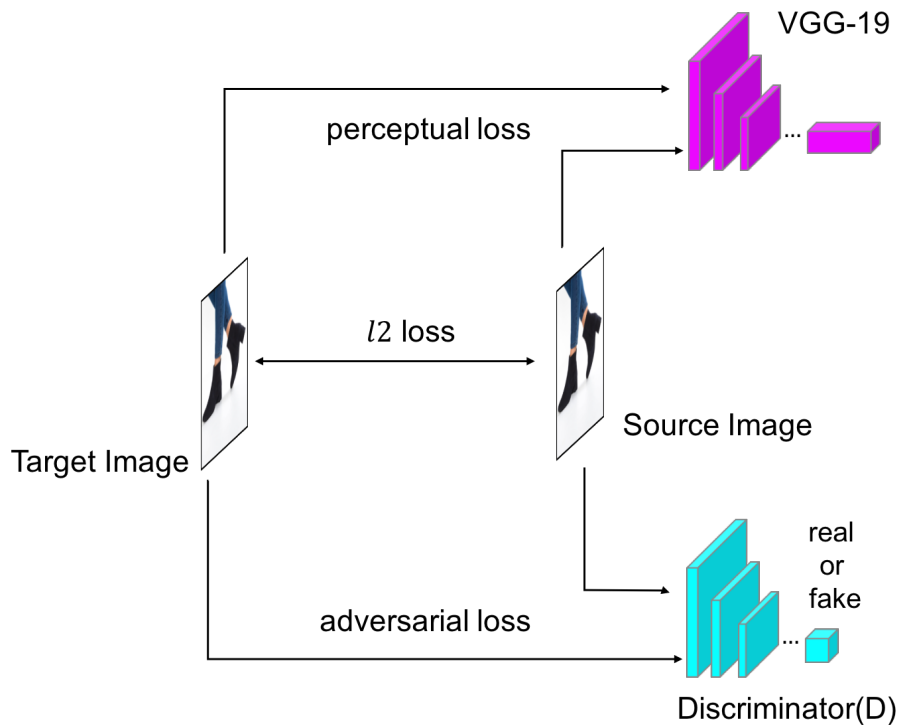 VGG-19
perceptual loss
...
l2 loss
Source Image
Target Image
real
or
fake
adversarial loss
...
Discriminator(D)